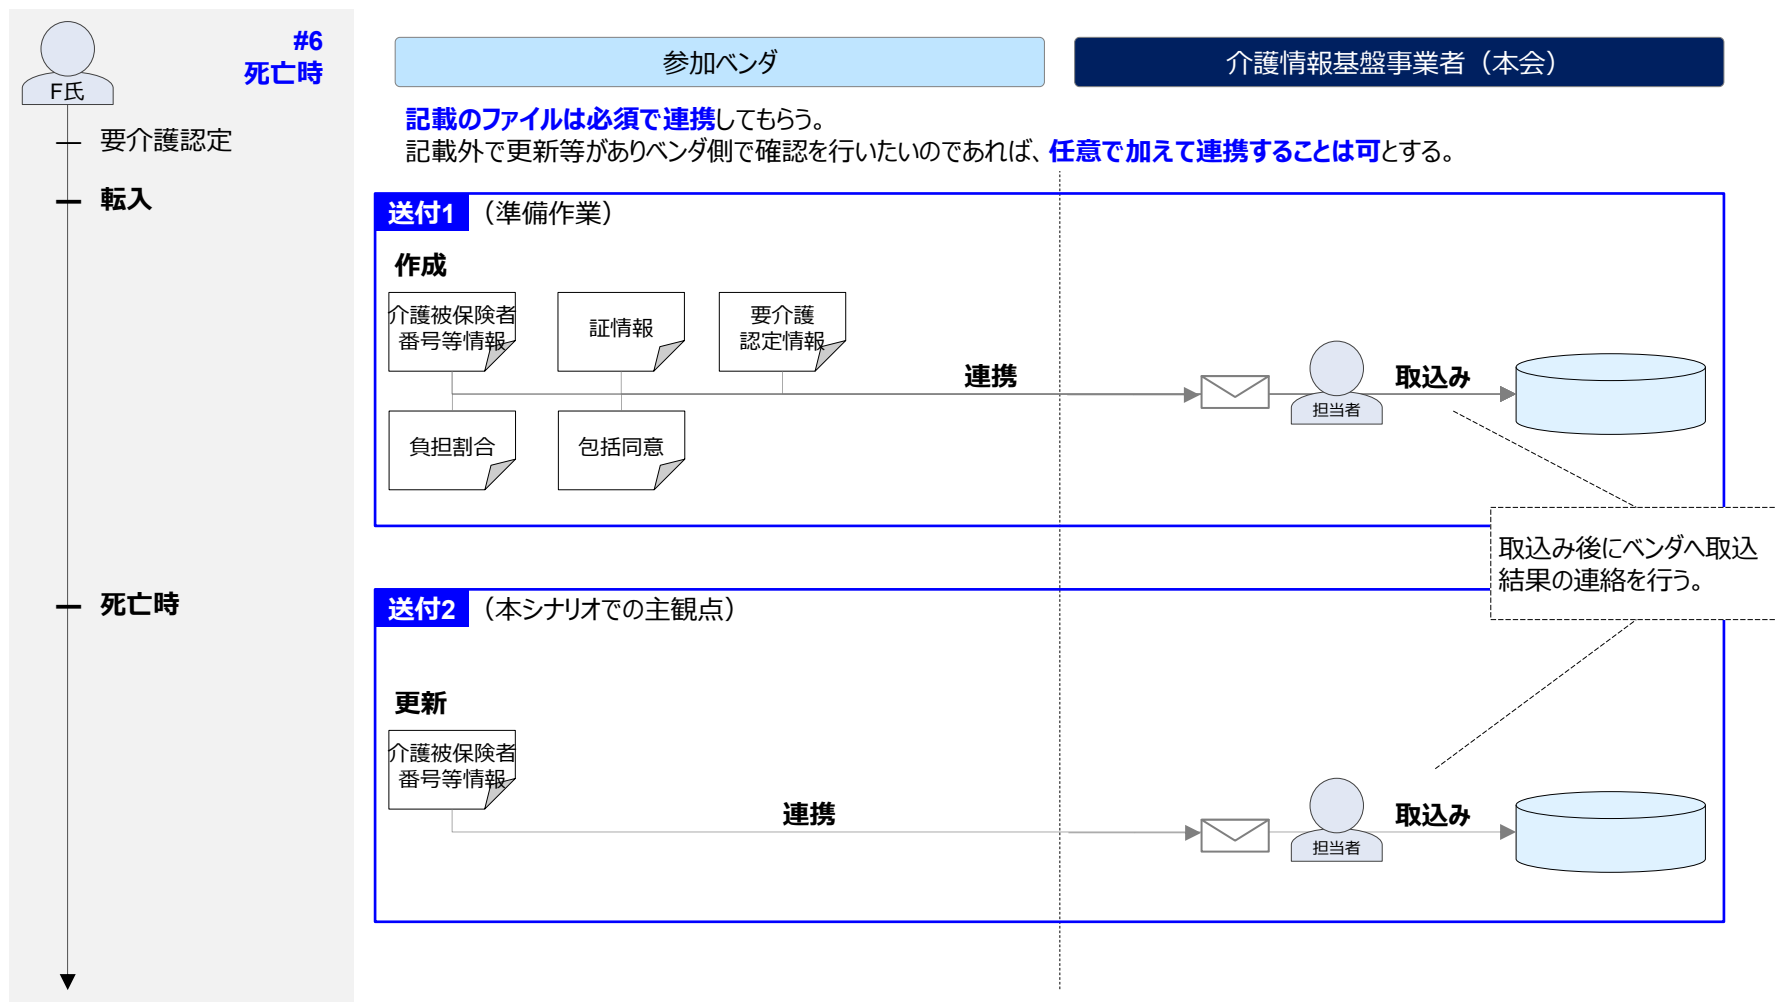 #6
死亡時
F氏
要介護認定
転入
死亡時
参加ベンダ
介護情報基盤事業者（本会）
記載のファイルは必須で連携してもらう。
記載外で更新等がありベンダ側で確認を行いたいのであれば、任意で加えて連携することは可とする。
送付1 （準備作業）
作成
介護被保険者
番号等情報
証情報
要介護
認定情報
負担割合
包括同意
連携
担当者
取込み
取込み後にベンダへ取込
結果の連絡を行う。
送付2 （本シナリオでの主観点）
更新
介護被保険者
番号等情報
連携
担当者
取込み